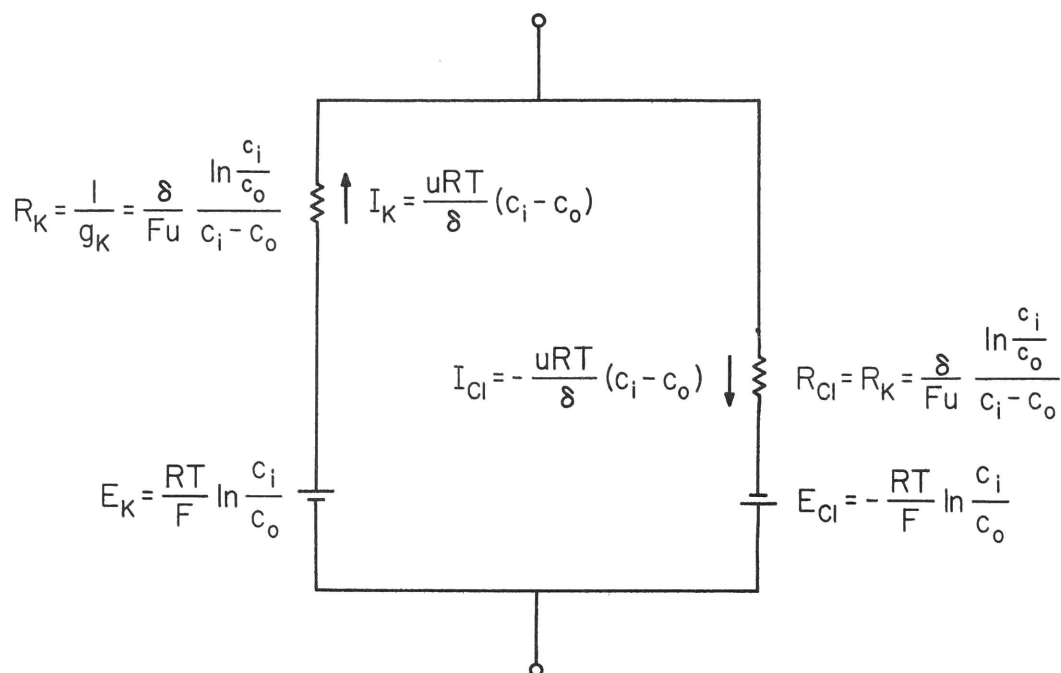 R_K = 1/g_K = δ/Fu ln(c_i/c_o)/(c_i - c_o)
I_K = uRT/δ (c_i - c_o)
I_Cl = - uRT/δ (c_i - c_o)
R_Cl = R_K = δ/Fu ln(c_i/c_o)/(c_i - c_o)
E_K = RT/F ln c_i/c_o
E_Cl = - RT/F ln c_i/c_o